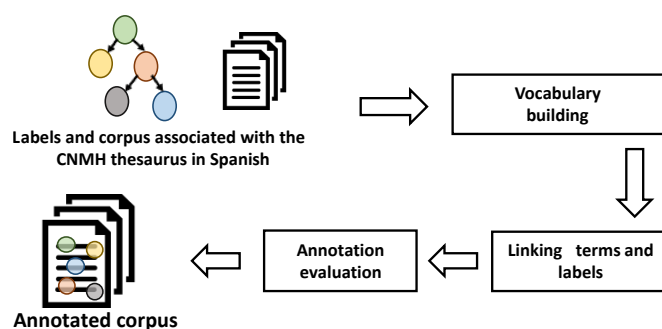 Labels and corpus associated with the
CNMH thesaurus in Spanish
Vocabulary
building
Linking terms and
labels
Annotation
evaluation
Annotated corpus